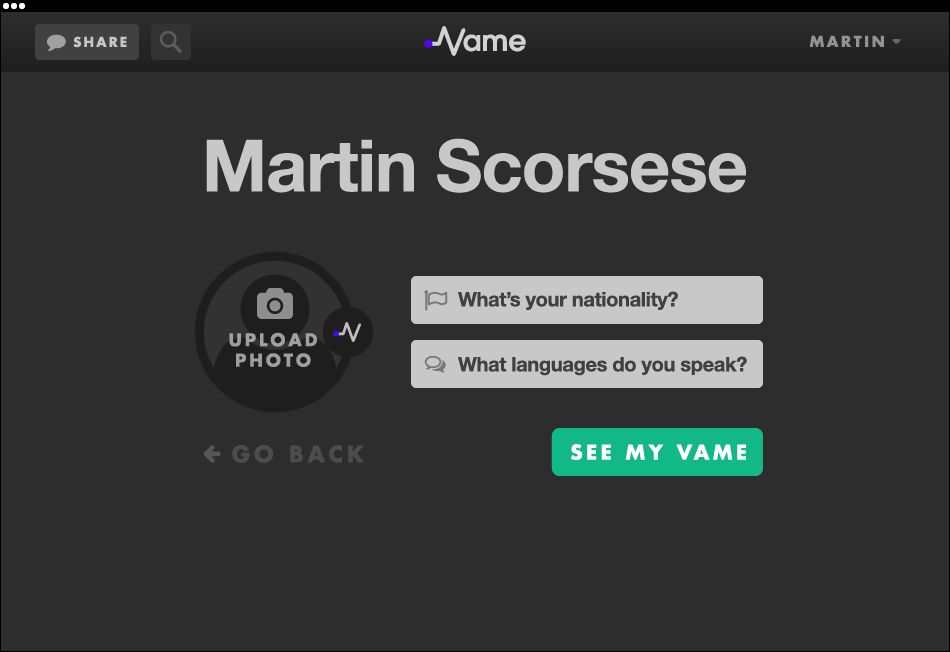 SHARE
Vame
MARTIN
Martin Scorsese
UPLOAD
PHOTO
What's your nationality?
What languages do you speak?
GO BACK
SEE MY VAME